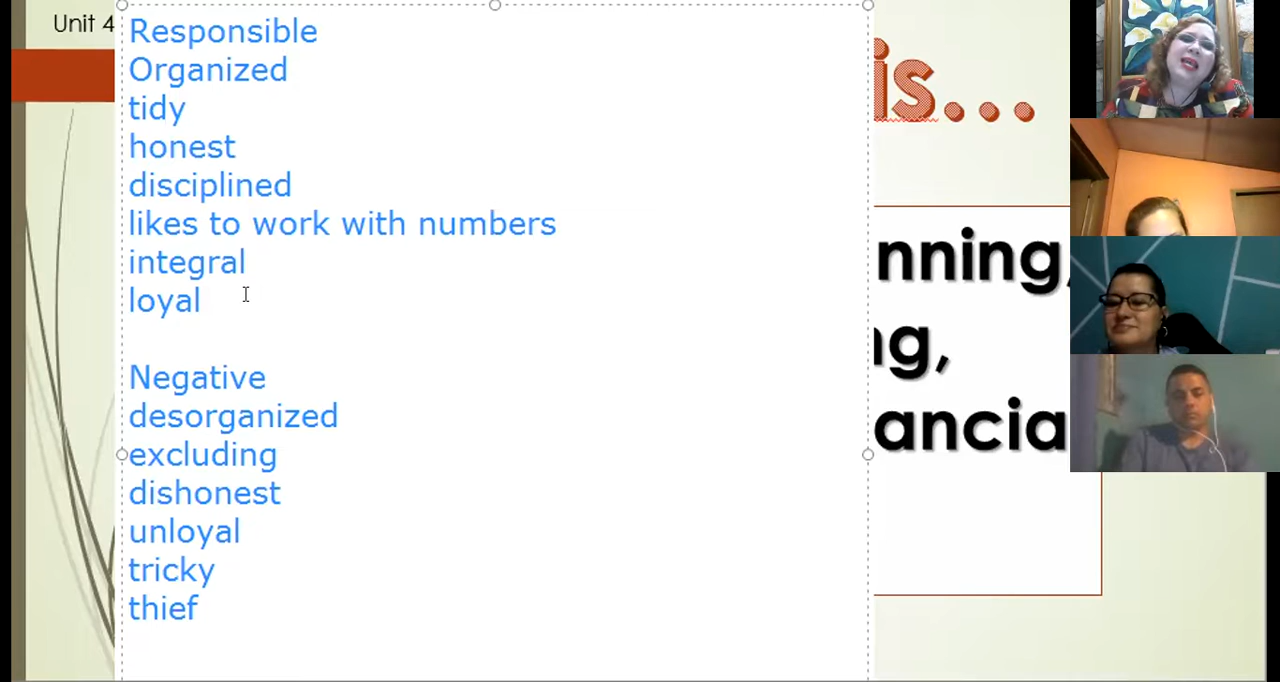 Unit 4
Responsible
Organized
tidy
honest
disciplined
likes to work with numbers
integral
loyal
Negative
desorganized
excluding
dishonest
unloyal
tricky
thief
is...
nning,
ng,
ancia